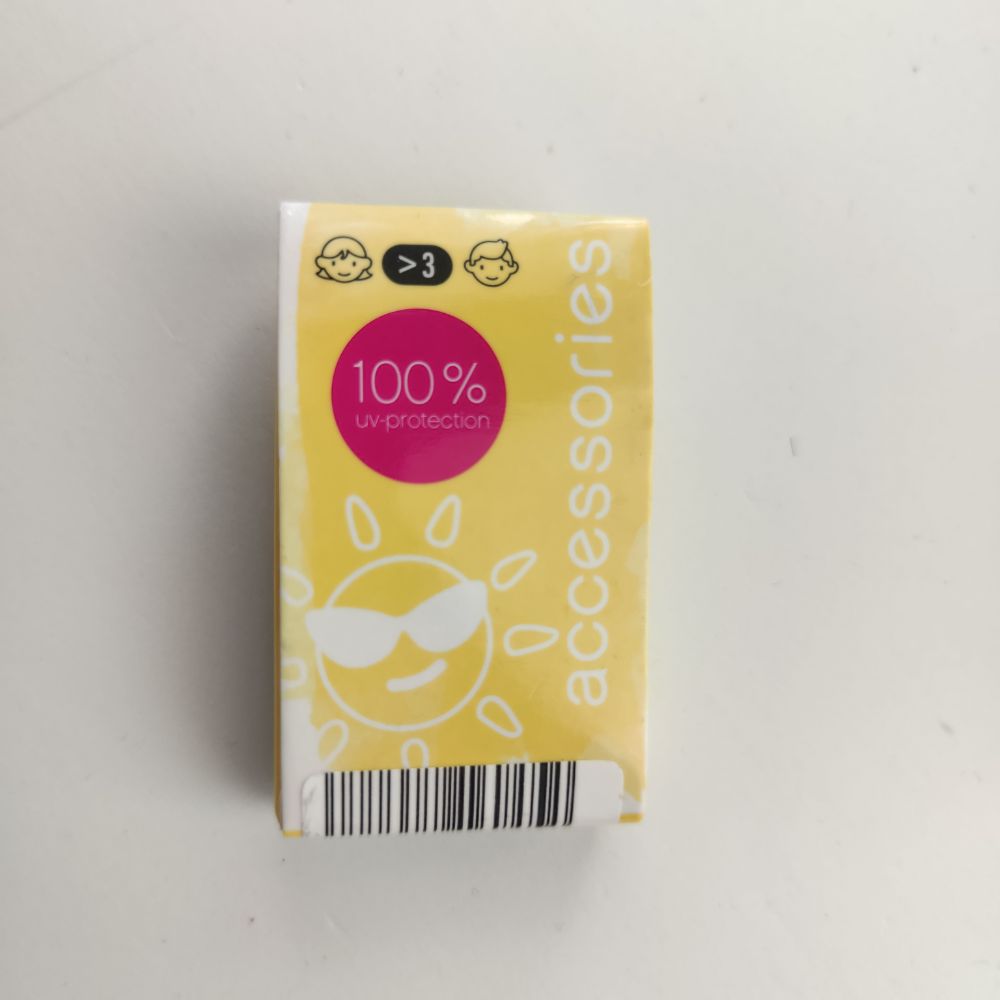 > 3
100%
uv-protection
accessories